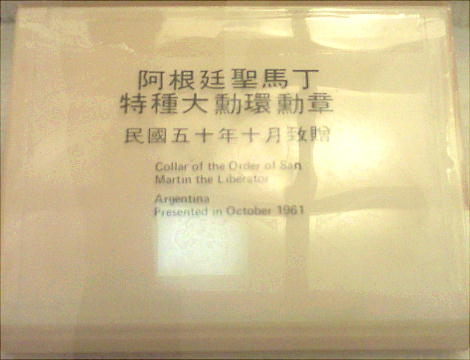 阿根廷聖馬丁
特種大勳環勳章
民國五十年十月致贈
Collar of the Order of San
Martin the Liberator
Argentina
Presented in October 1961